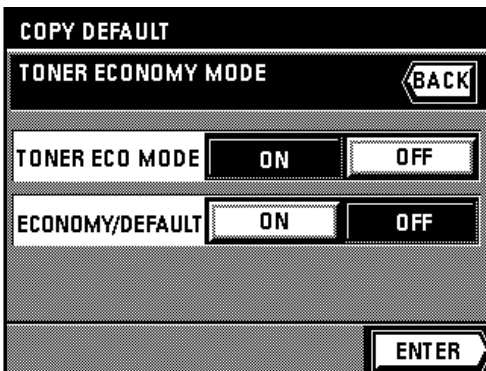 COPY DEFAULT
TONER ECONOMY MODE BACK
TONER ECO MODE ON OFF
ECONOMY/DEFAULT ON OFF
ENTER